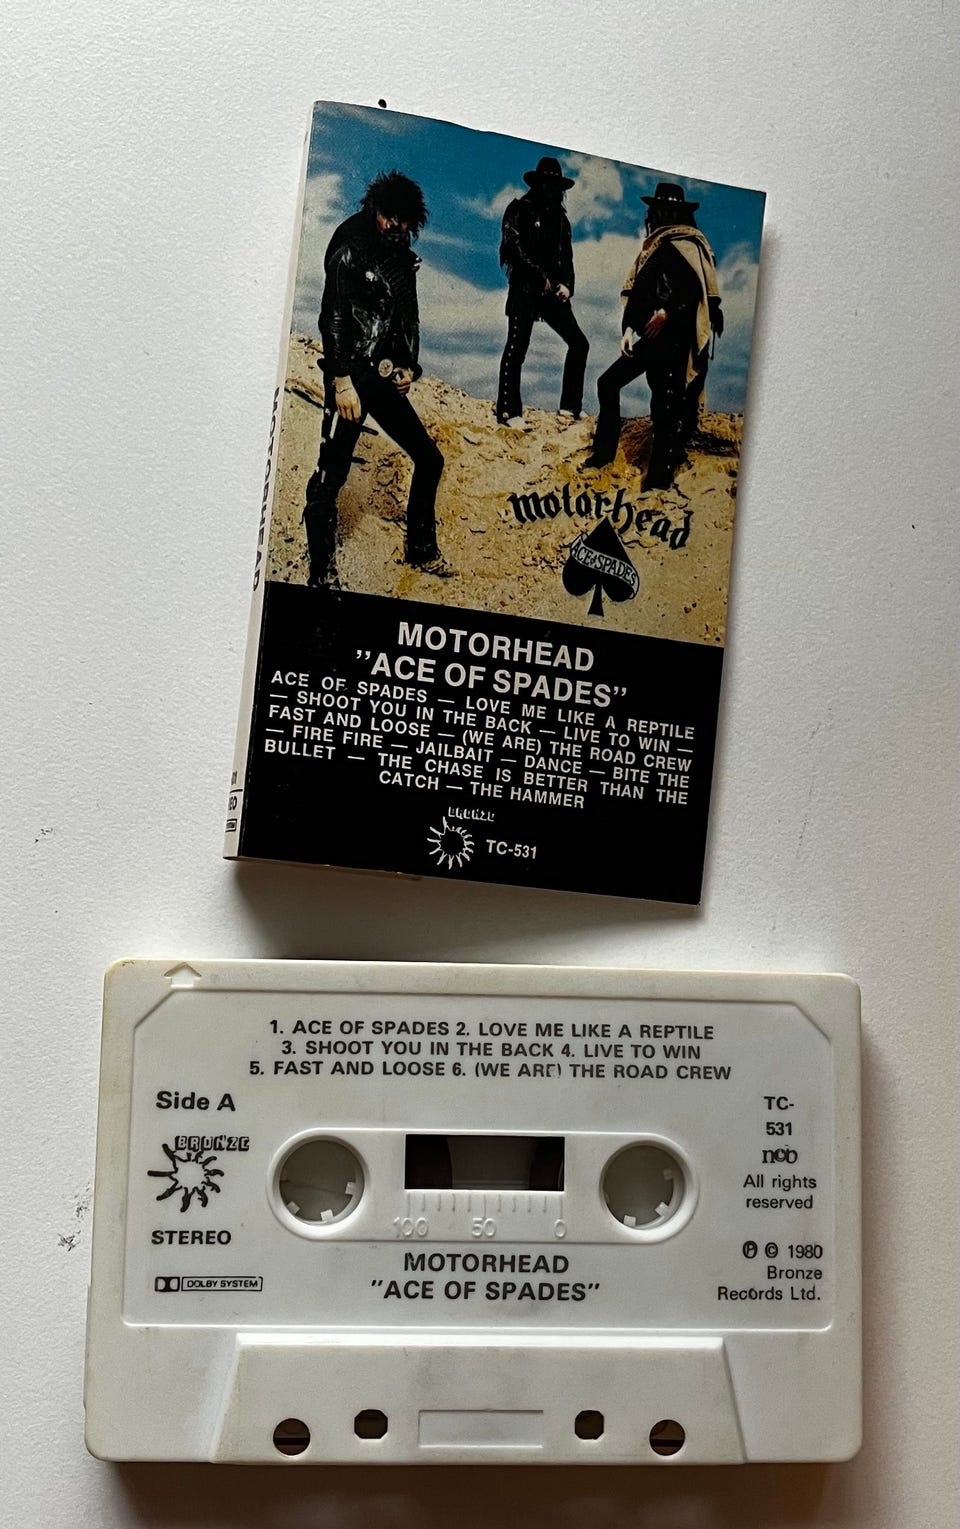 motörhead
ACE OF SPADES
MOTORHEAD
MOTORHEAD
"ACE OF SPADES"
ACE OF SPADES — LOVE ME LIKE A REPTILE
— SHOOT YOU IN THE BACK — LIVE TO WIN —
FAST AND LOOSE — (WE ARE) THE ROAD CREW
— FIRE FIRE — JAILBAIT — DANCE — BITE THE
BULLET — THE CHASE IS BETTER THAN THE
CATCH — THE HAMMER
BRONZE
TC-531
1. ACE OF SPADES 2. LOVE ME LIKE A REPTILE
3. SHOOT YOU IN THE BACK 4. LIVE TO WIN
5. FAST AND LOOSE 6. (WE ARE) THE ROAD CREW
Side A
BRONZE
STEREO
DOLBY SYSTEM
100 50 0
MOTORHEAD
"ACE OF SPADES"
TC-
531
n©b
All rights
reserved
℗ © 1980
Bronze
Records Ltd.